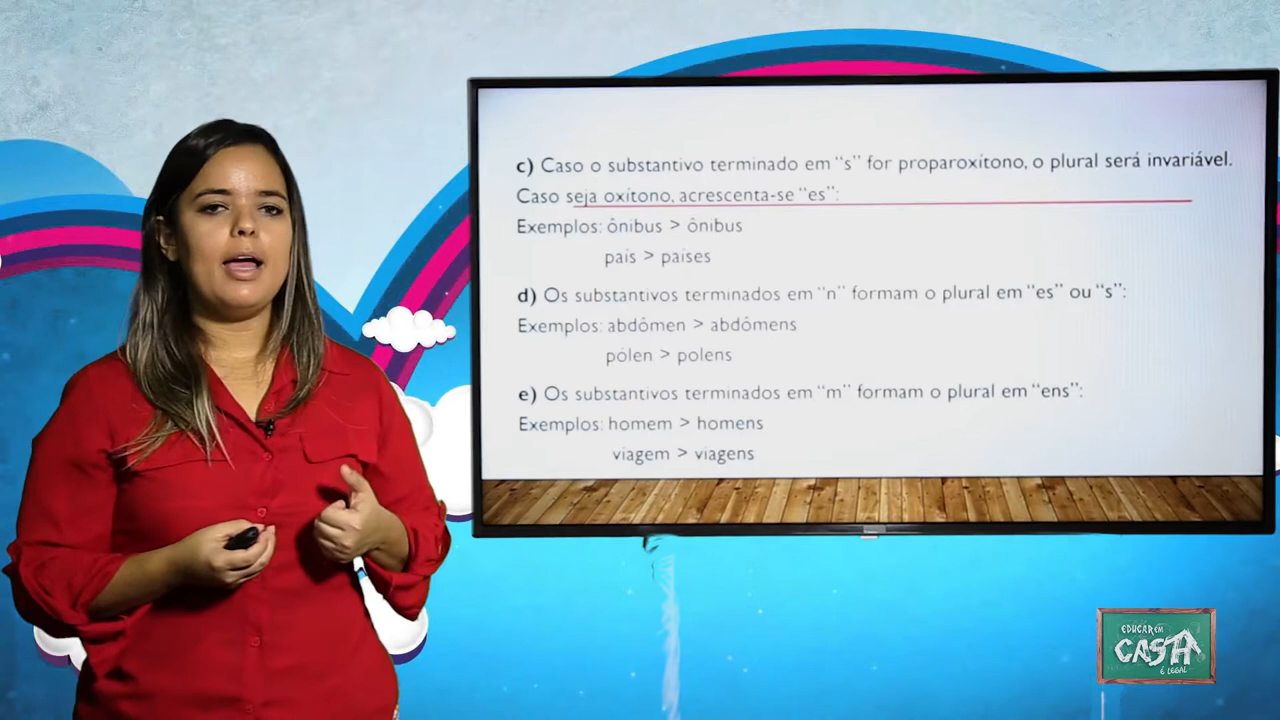 c) Caso o substantivo terminado em “s” for proparoxítono, o plural será invariável.
Caso seja oxítono, acrescenta-se “es”:
Exemplos: ônibus > ônibus
país > países
d) Os substantivos terminados em “n” formam o plural em “es” ou “s”:
Exemplos: abdômen > abdômens
pólen > polens
e) Os substantivos terminados em “m” formam o plural em “ens”:
Exemplos: homem > homens
viagem > viagens
EDUCAR EM
CASA
É LEGAL